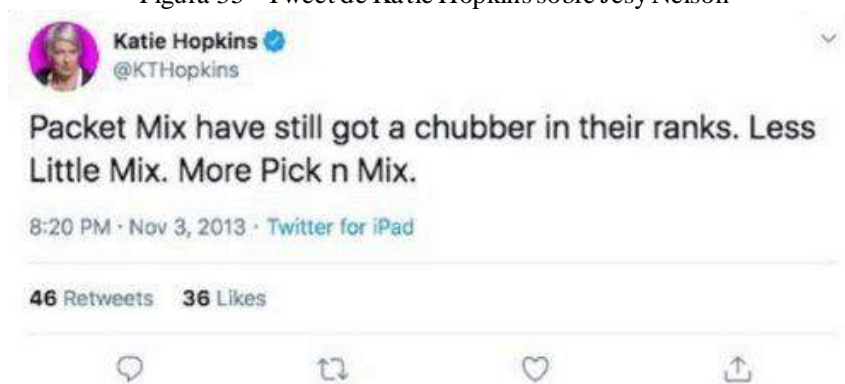 Figura 33 – Tweet de Katie Hopkins sobre Jesy Nelson
Katie Hopkins
@KTHopkins
Packet Mix have still got a chubber in their ranks. Less
Little Mix. More Pick n Mix.
8:20 PM · Nov 3, 2013 · Twitter for iPad
46 Retweets 36 Likes